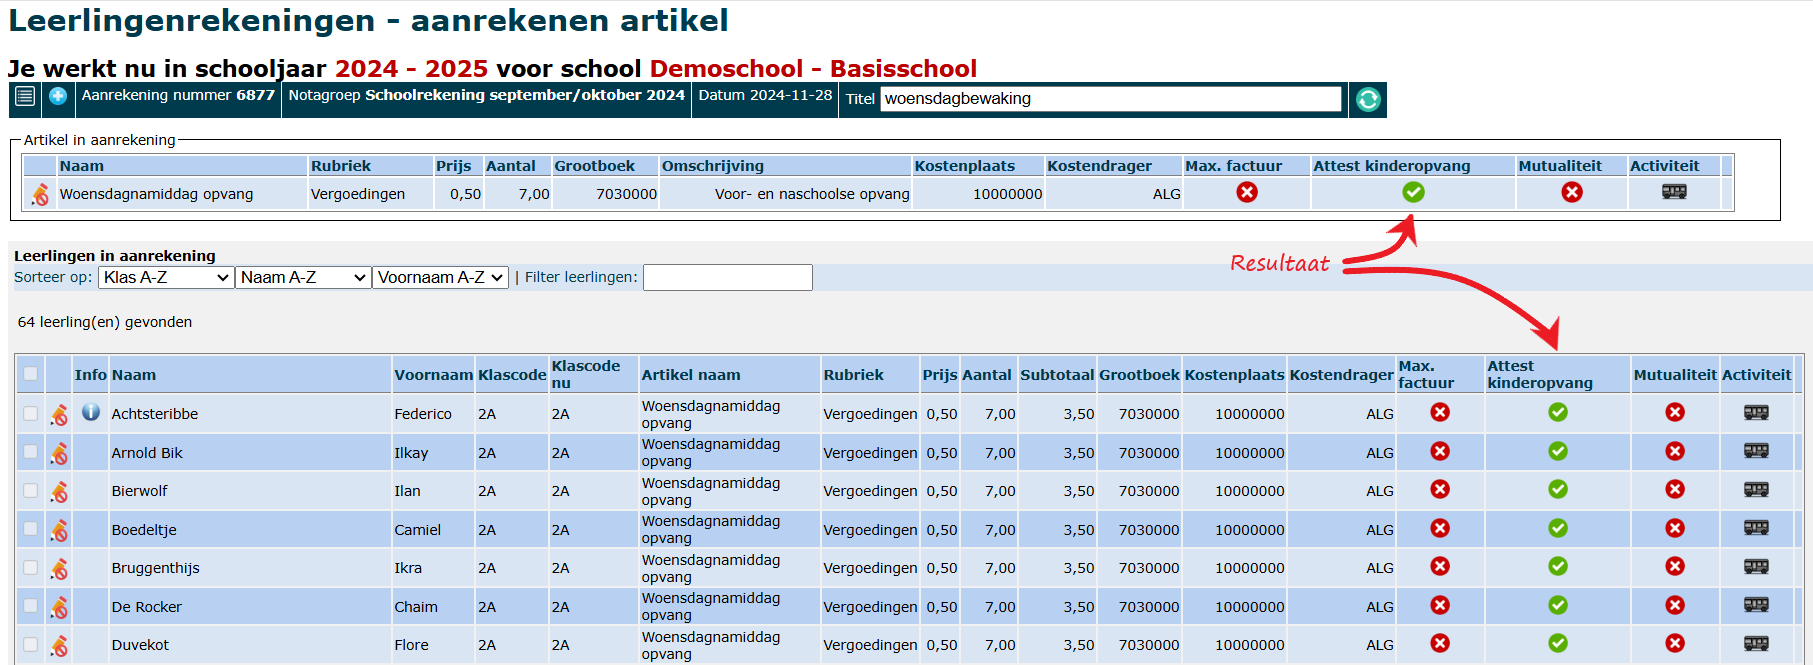 Leerlingenrekeningen - aanrekenen artikel
Je werkt nu in schooljaar 2024 - 2025 voor school Demoschool - Basisschool
Aanrekening nummer 6877 Notagroep Schoolrekening september/oktober 2024 Datum 2024-11-28 Titel woensdagbewaking
Artikel in aanrekening
Naam Rubriek Prijs Aantal Grootboek Omschrijving Kostenplaats Kostendrager Max. factuur Attest kinderopvang Mutualiteit Activiteit
Woensdagnamiddag opvang Vergoedingen 0,50 7,00 7030000 Voor- en naschoolse opvang 10000000 ALG
Resultaat
Leerlingen in aanrekening
Sorteer op: Klas A-Z Naam A-Z Voornaam A-Z | Filter leerlingen:
64 leerling(en) gevonden
Info Naam Voornaam Klascode Klascode nu Artikel naam Rubriek Prijs Aantal Subtotaal Grootboek Kostenplaats Kostendrager Max. factuur Attest kinderopvang Mutualiteit Activiteit
Achtsteribbe Federico 2A 2A Woensdagnamiddag opvang Vergoedingen 0,50 7,00 3,50 7030000 10000000 ALG
Arnold Bik Ilkay 2A 2A Woensdagnamiddag opvang Vergoedingen 0,50 7,00 3,50 7030000 10000000 ALG
Bierwolf Ilan 2A 2A Woensdagnamiddag opvang Vergoedingen 0,50 7,00 3,50 7030000 10000000 ALG
Boedeltje Camiel 2A 2A Woensdagnamiddag opvang Vergoedingen 0,50 7,00 3,50 7030000 10000000 ALG
Bruggenthijs Ikra 2A 2A Woensdagnamiddag opvang Vergoedingen 0,50 7,00 3,50 7030000 10000000 ALG
De Rocker Chaim 2A 2A Woensdagnamiddag opvang Vergoedingen 0,50 7,00 3,50 7030000 10000000 ALG
Duvekot Flore 2A 2A Woensdagnamiddag opvang Vergoedingen 0,50 7,00 3,50 7030000 10000000 ALG